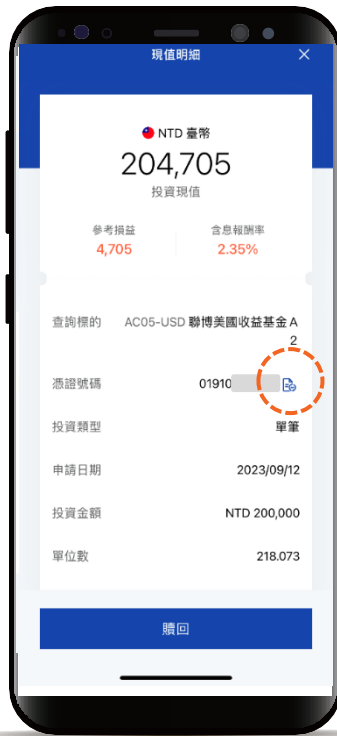 現值明細
NTD 臺幣
204,705
投資現值
參考損益 含息報酬率
4,705 2.35%
查詢標的 AC05-USD 聯博美國收益基金 A
2
憑證號碼 01910
投資類型 單筆
申請日期 2023/09/12
投資金額 NTD 200,000
單位數 218.073
贖回